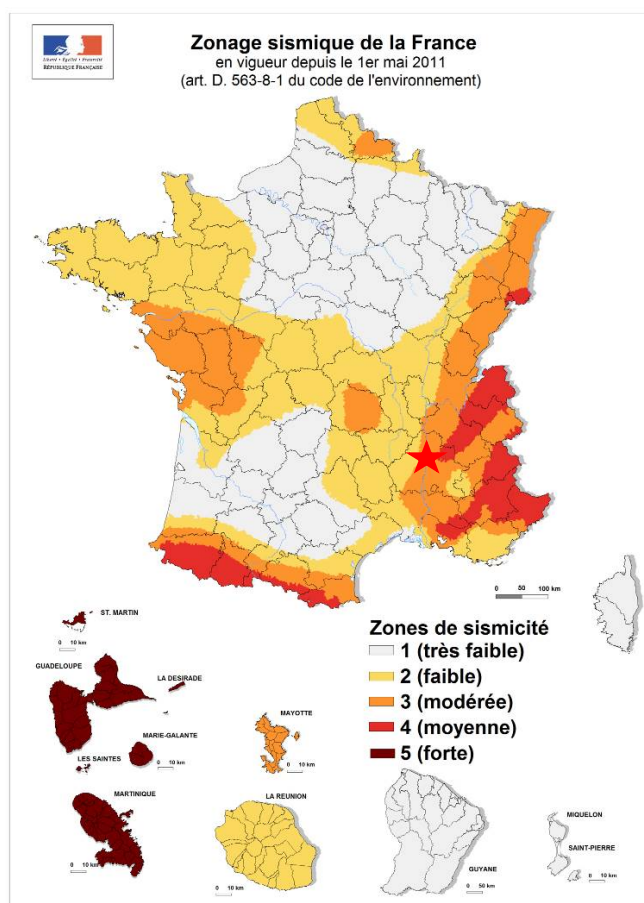 Liberté • Égalité • Fraternité
RÉPUBLIQUE FRANÇAISE
Zonage sismique de la France
en vigueur depuis le 1er mai 2011
(art. D. 563-8-1 du code de l'environnement)
0 50 100 km
ST. MARTIN
0 10 km
GUADELOUPE
LA DESIRADE
MARIE-GALANTE
0 10 km
LES SAINTES
0 10 km
MARTINIQUE
0 10 km
MAYOTTE
0 10 km
LA REUNION
0 10 km
Zones de sismicité
1 (très faible)
2 (faible)
3 (modérée)
4 (moyenne)
5 (forte)
GUYANE
0 50 km
MIQUELON
SAINT-PIERRE
0 10 km